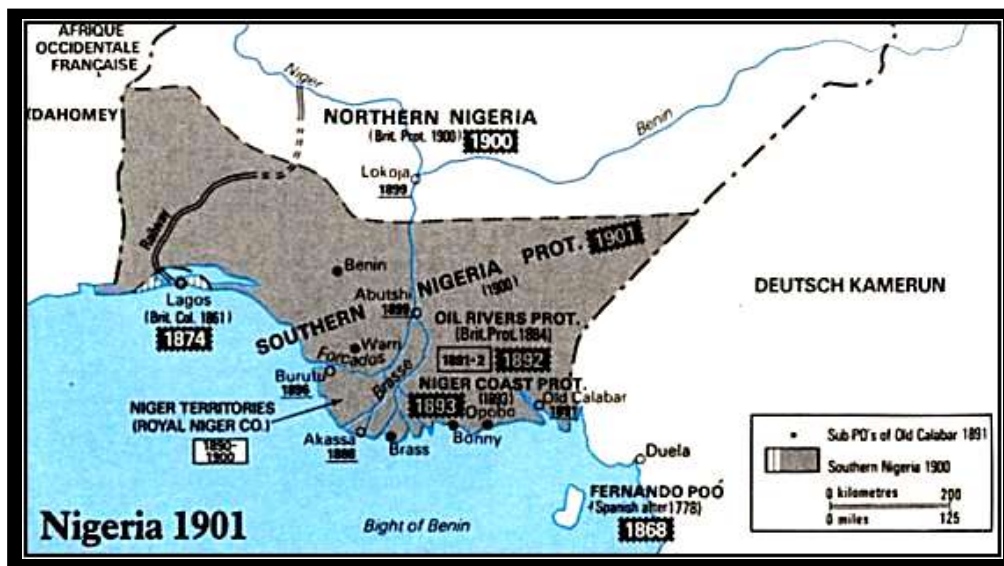 AFRIQUE
OCCIDENTALE
FRANÇAISE
(DAHOMEY
Niger
NORTHERN NIGERIA
(Brit. Prot. 1900) 1900
Benin
Lokoja
1899
Railway
Benin
SOUTHERN NIGERIA PROT. 1901
(1900)
Abutshi
1899
Lagos
(Brit. Col. 1861)
1874
DEUTSCH KAMERUN
OIL RIVERS PROT.
(Brit. Prot. 1884)
1891-2 1892
Warri
Forcados
Burutu
1896
Brasse
NIGER COAST PROT.
(1893)
1893
Opobo
Old Calabar
1891
NIGER TERRITORIES
(ROYAL NIGER CO.)
1890-
1900
Akassa
1888
Brass
Bonny
Duela
FERNANDO POÓ
(Spanish after 1778)
1868
Bight of Benin
Nigeria 1901
Sub PO's of Old Calabar 1891
Southern Nigeria 1900
0 kilometres 200
0 miles 125